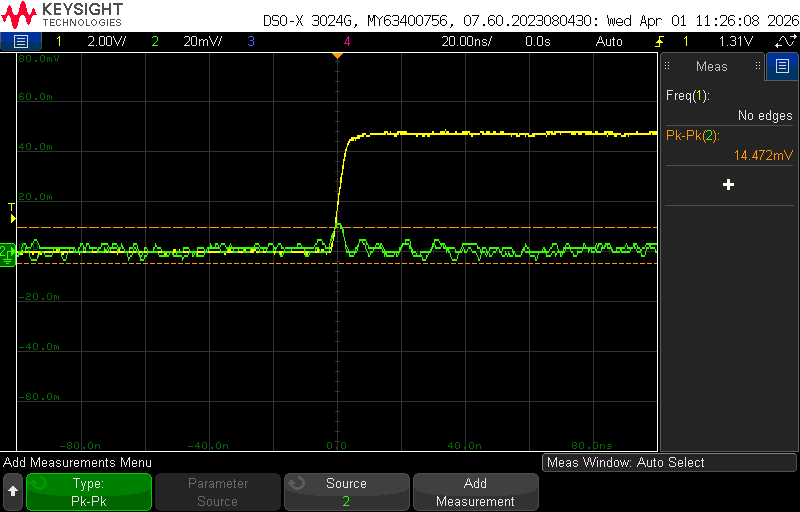 KEYSIGHT
TECHNOLOGIES
DSO-X 3024G, MY63400756, 07.60.2023080430: Wed Apr 01 11:26:08 2026
1 2.00V/ 2 20mV/ 3 4 20.00ns/ 0.0s Auto 1 1.31V
80.0mV
60.0m
40.0m
20.0m
T
2
-20.0m
-40.0m
-60.0m
-80.0n -40.0n 0.0 40.0n 80.0ns
Meas
Freq(1):
No edges
Pk-Pk(2):
14.472mV
Add Measurements Menu
Meas Window: Auto Select
Type:
Pk-Pk
Parameter
Source
Source
2
Add
Measurement